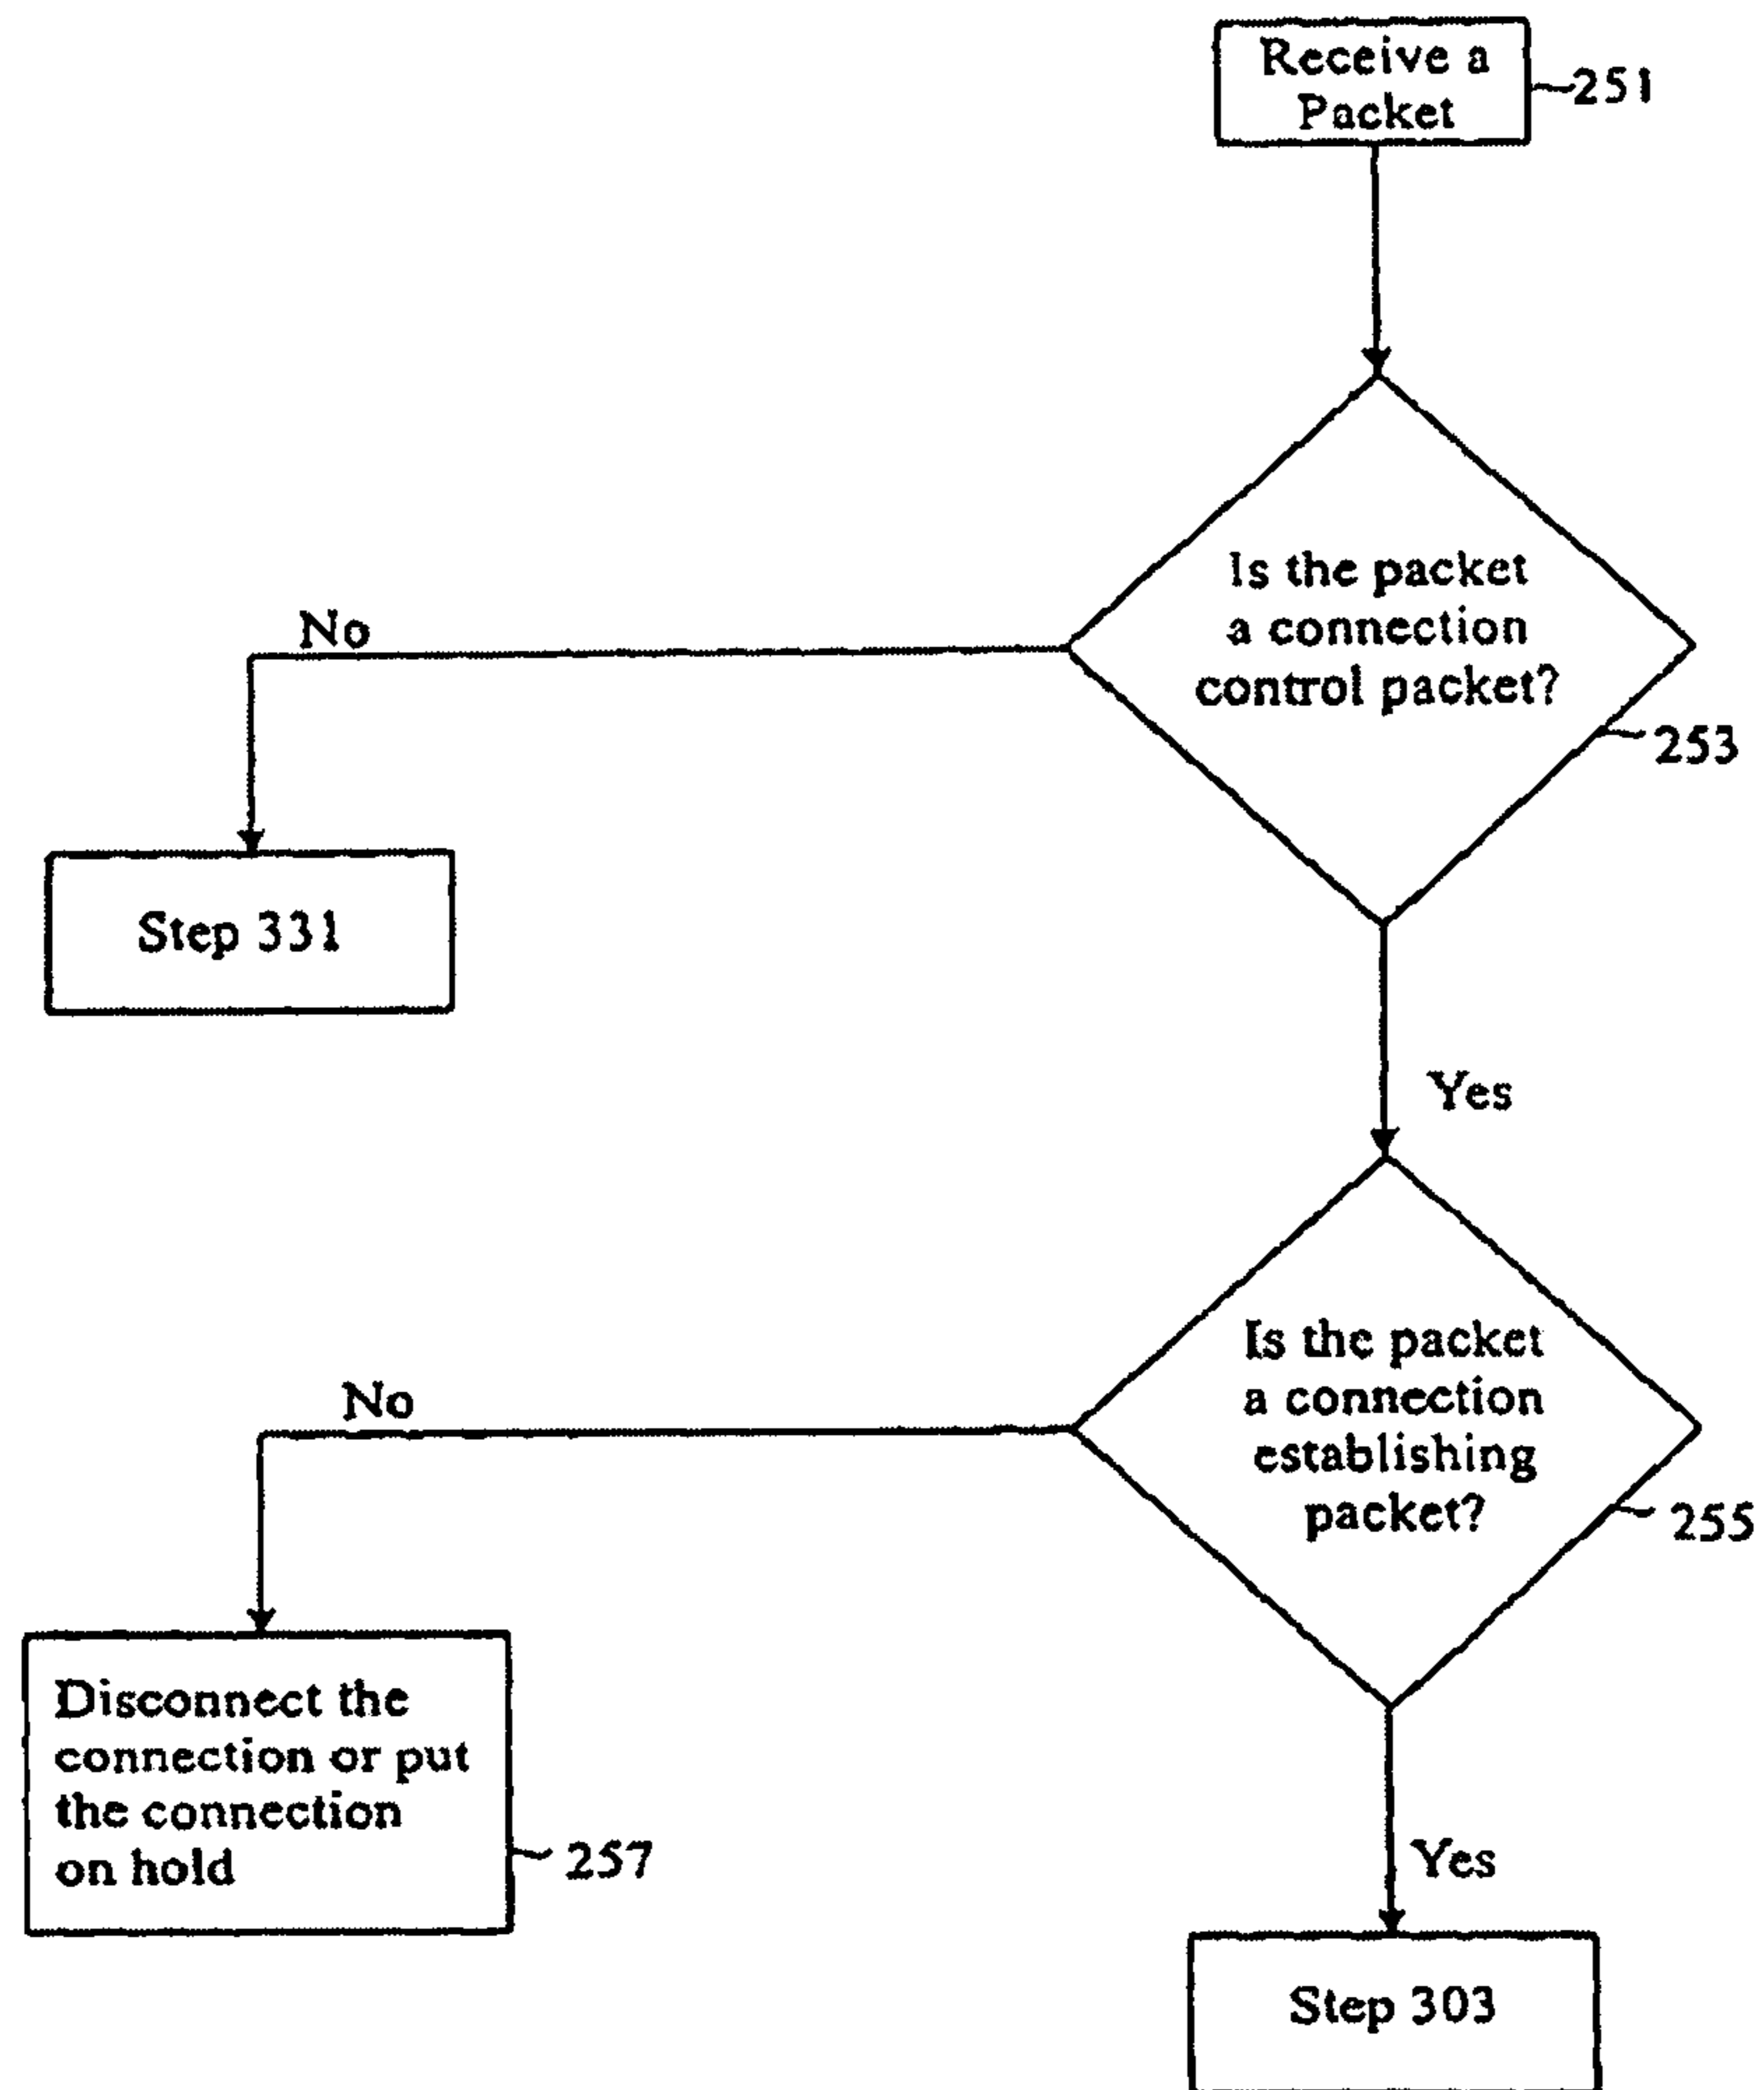 Receive a
Packet
251
Is the packet
a connection
control packet?
253
No
Step 331
Yes
Is the packet
a connection
establishing
packet?
255
No
Disconnect the
connection or put
the connection
on hold
257
Yes
Step 303